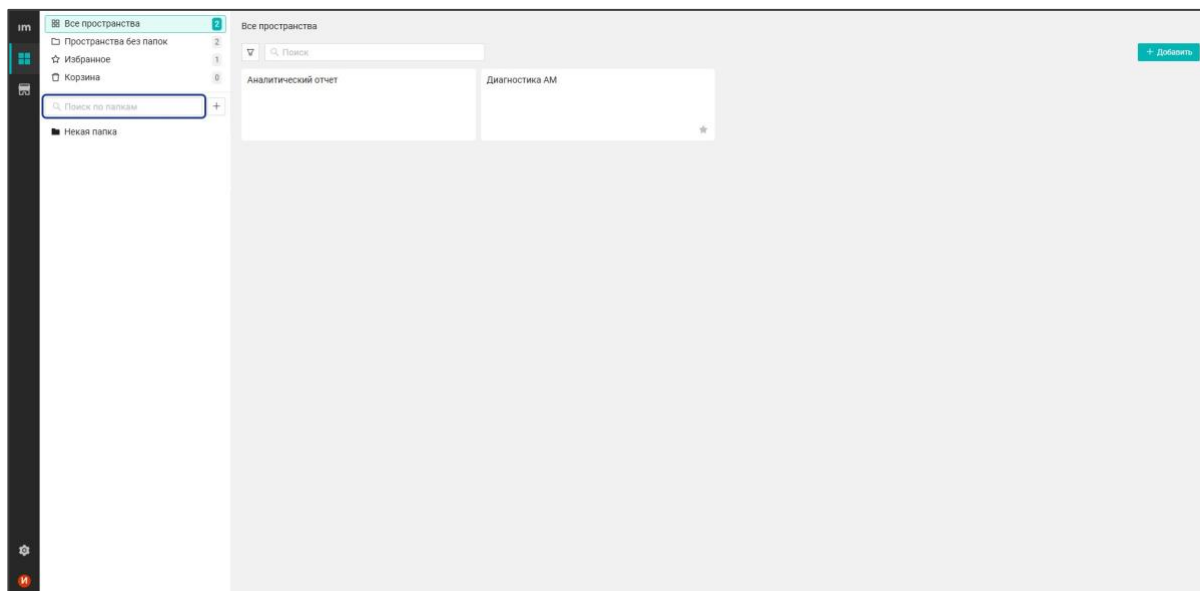 ım
Все пространства 2
Пространства без папок 2
Избранное 1
Корзина 0
Поиск по папкам
Некая папка
Все пространства
Поиск
+ Добавить
Аналитический отчет
Диагностика АМ
И